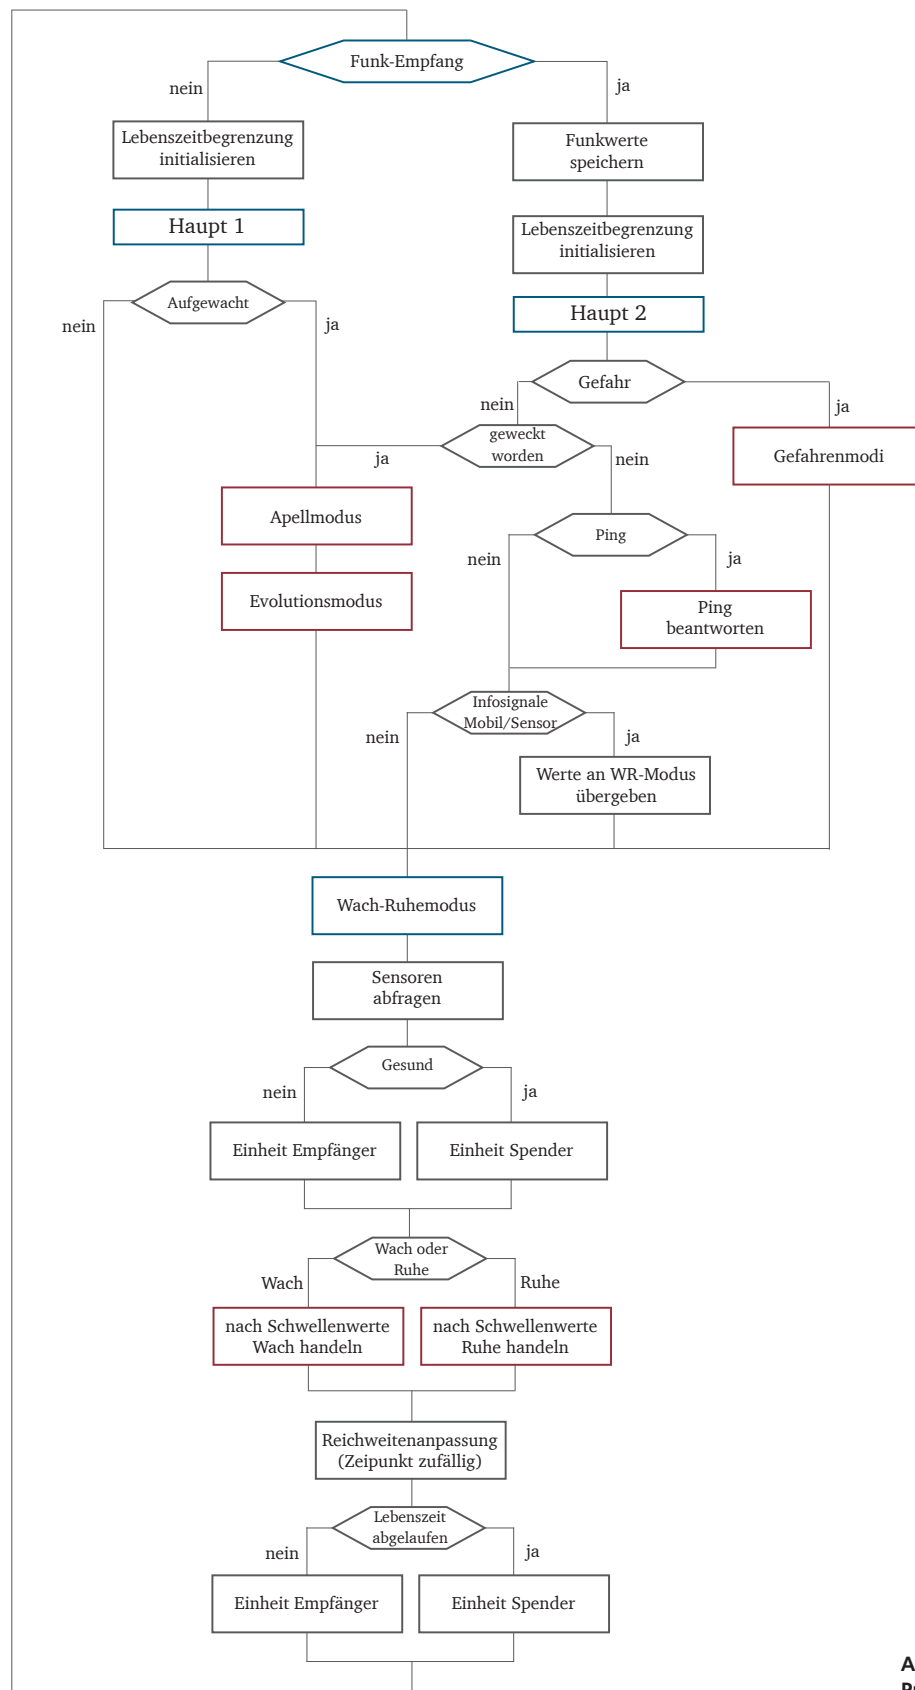 Funk-Empfang
nein
ja
Lebenszeitbegrenzung
initialisieren
Funkwerte
speichern
Haupt 1
Lebenszeitbegrenzung
initialisieren
Aufgewacht
nein
ja
Haupt 2
Gefahr
nein
ja
geweckt
worden
ja
nein
Gefahrenmodi
Apellmodus
Ping
nein
ja
Evolutionsmodus
Ping
beantworten
Infosignale
Mobil/Sensor
nein
ja
Werte an WR-Modus
übergeben
Wach-Ruhemodus
Sensoren
abfragen
Gesund
nein
ja
Einheit Empfänger
Einheit Spender
Wach oder
Ruhe
Wach
Ruhe
nach Schwellenwerte
Wach handeln
nach Schwellenwerte
Ruhe handeln
Reichweitenanpassung
(Zeipunkt zufällig)
Lebenszeit
abgelaufen
nein
ja
Einheit Empfänger
Einheit Spender